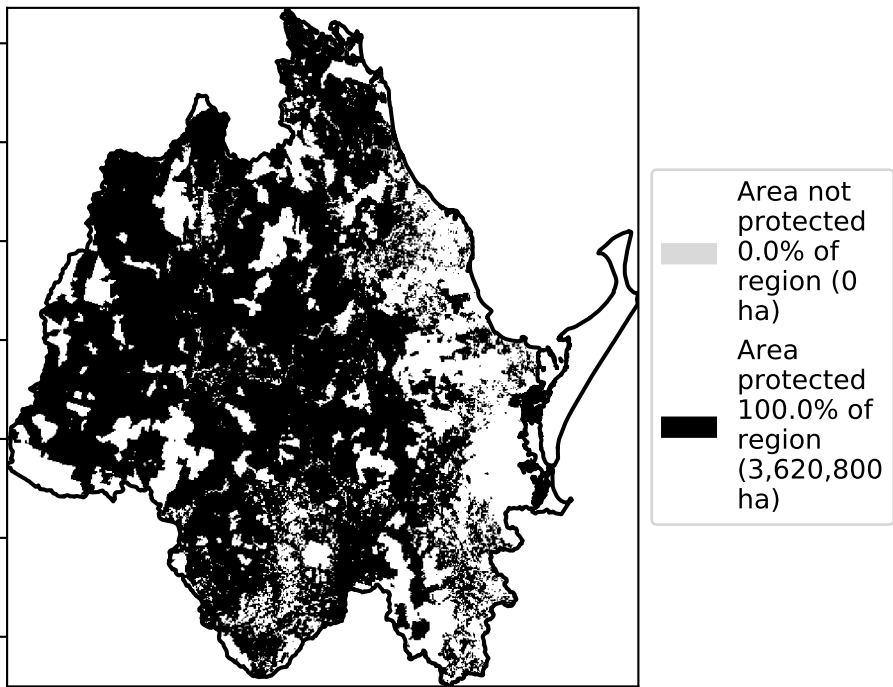 Area not
protected
0.0% of
region (0
ha)
Area
protected
100.0% of
region
(3,620,800
ha)